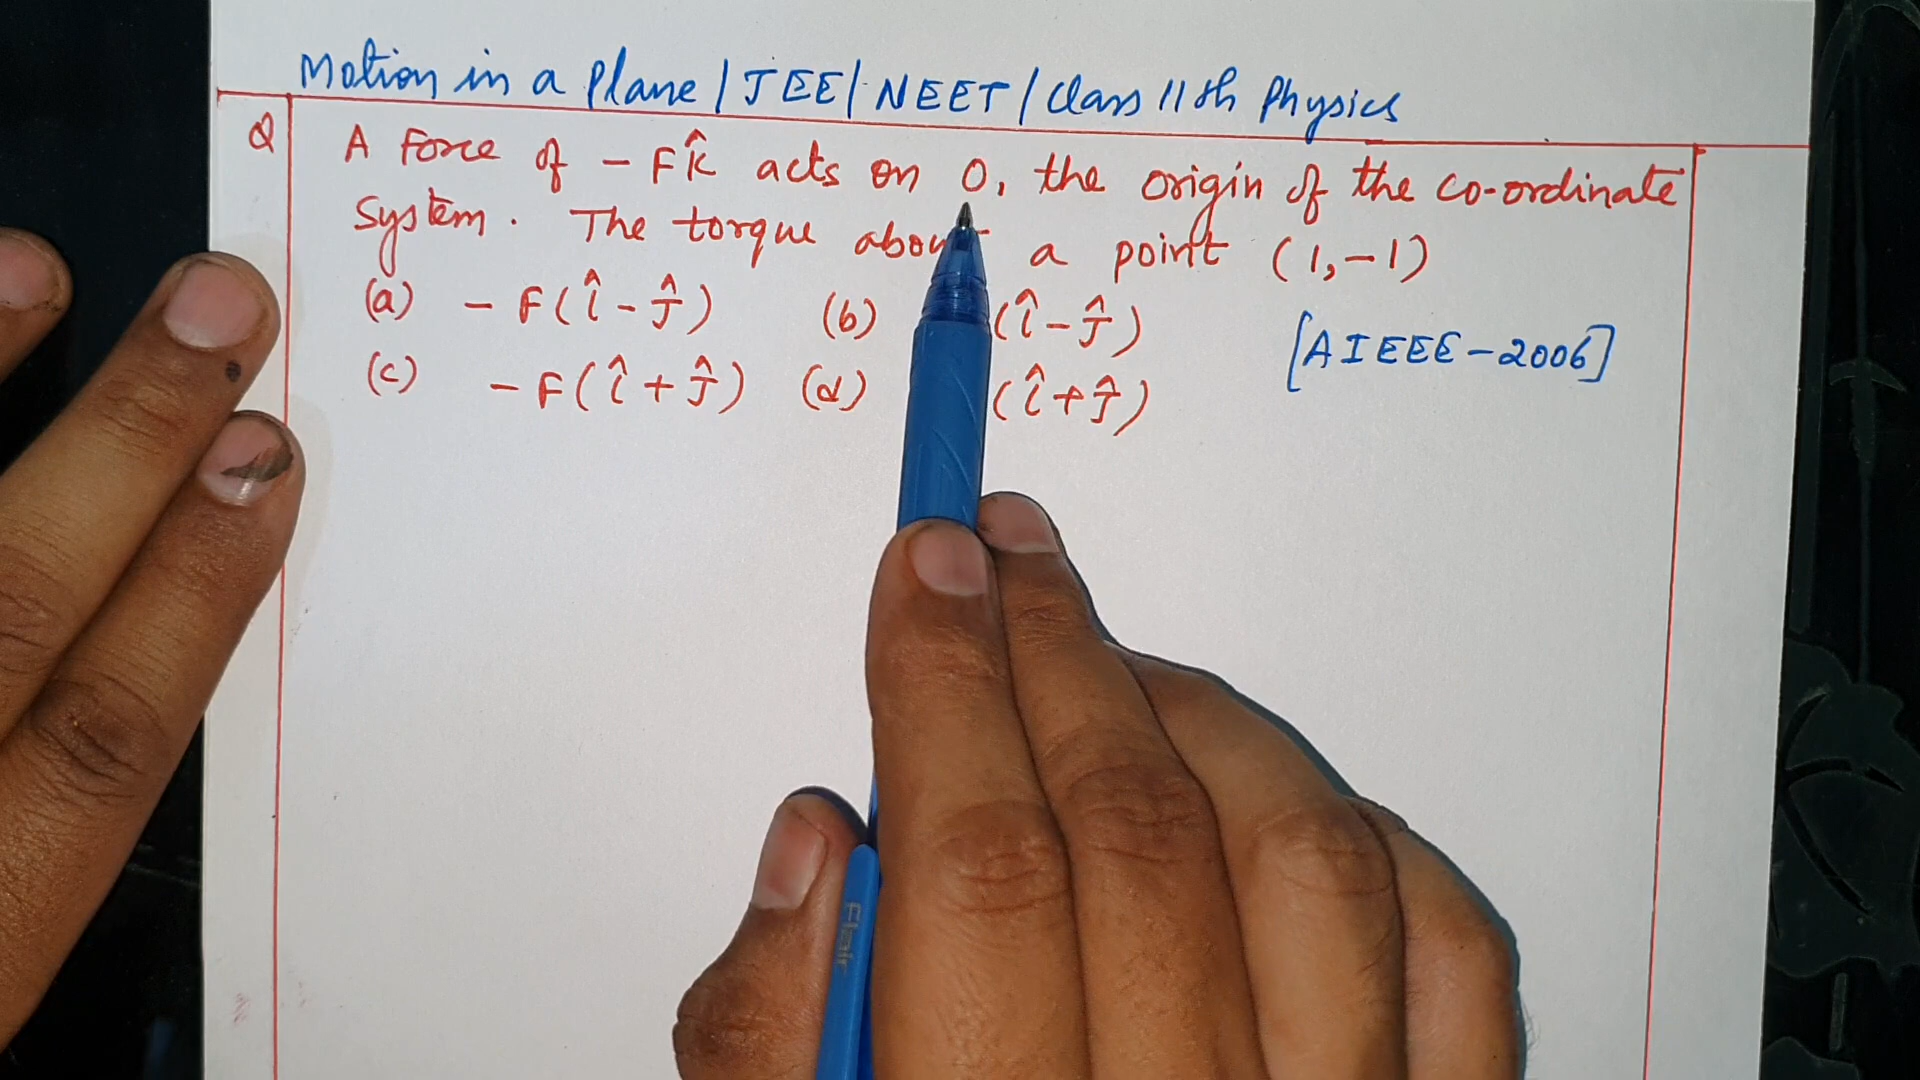 Motion in a Plane / JEE / NEET / Class 11th Physics
Q A Force of - Fk̂ acts on O, the origin of the co-ordinate
system. The torque about a point (1,-1)
(a) - F(î - ĵ) (b) (î - ĵ)
[AIEEE-2006]
(c) - F(î + ĵ) (d) (î + ĵ)
Flair